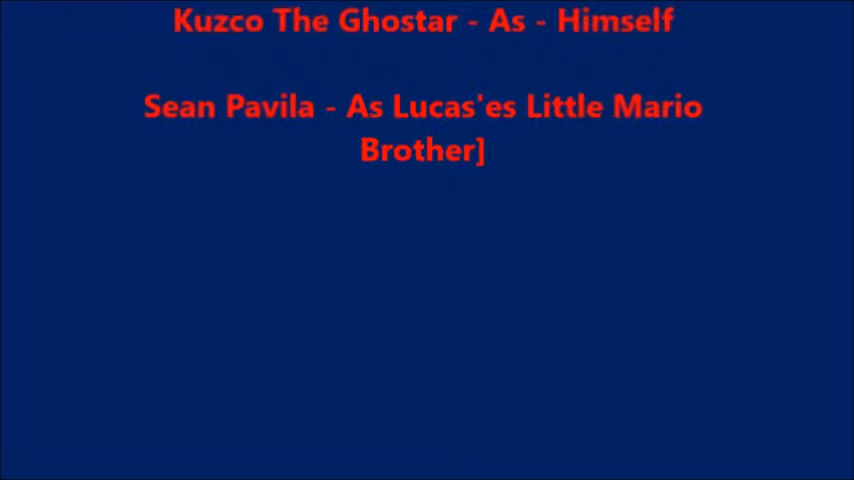 Kuzco The Ghostar - As - Himself
Sean Pavila - As Lucas'es Little Mario
Brother]